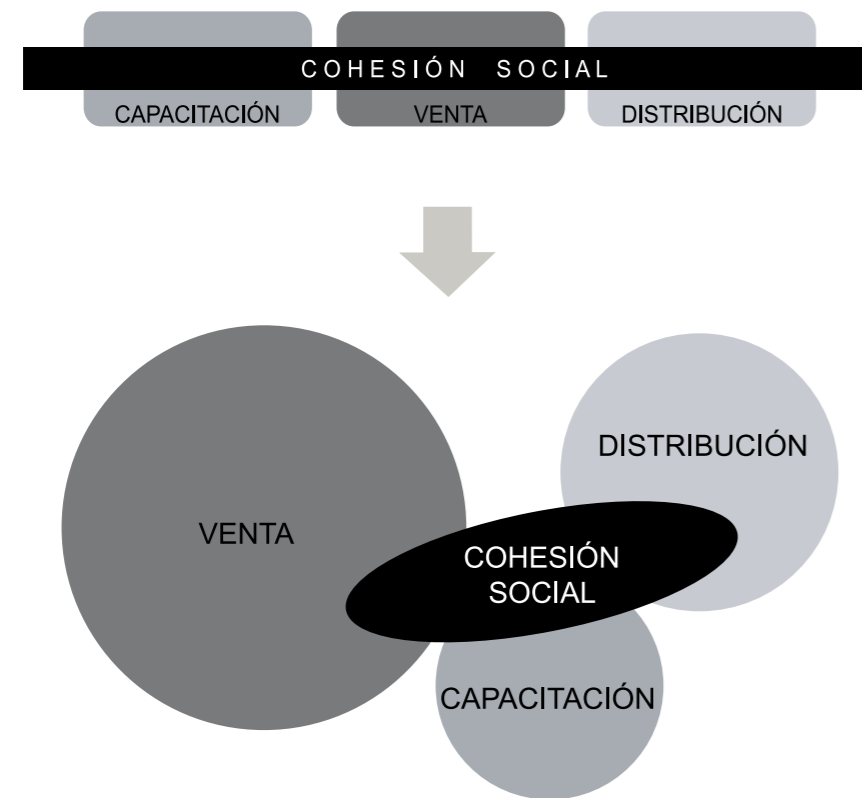 COHESIÓN SOCIAL
CAPACITACIÓN
VENTA
DISTRIBUCIÓN
DISTRIBUCIÓN
VENTA
COHESIÓN
SOCIAL
CAPACITACIÓN